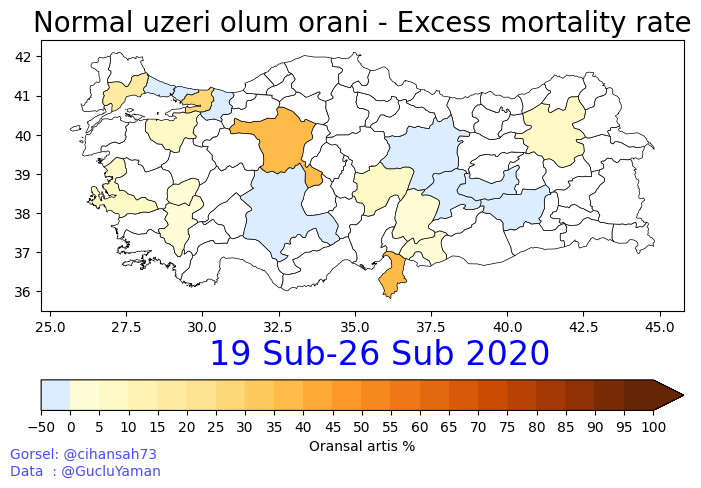 Normal uzeri olum orani - Excess mortality rate
42
41
40
39
38
37
36
25.0 27.5 30.0 32.5 35.0 37.5 40.0 42.5 45.0
19 Sub-26 Sub 2020
−50 0 5 10 15 20 25 30 35 40 45 50 55 60 65 70 75 80 85 90 95 100
Oransal artis %
Gorsel: @cihansah73
Data : @GucluYaman